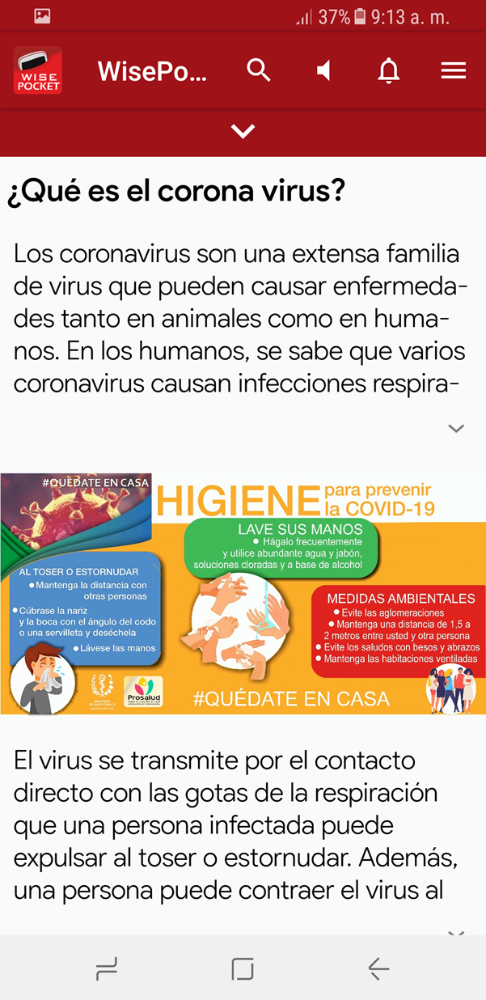 37% 9:13 a. m.
WISE
POCKET
WisePo...
¿Qué es el corona virus?
Los coronavirus son una extensa familia
de virus que pueden causar enfermeda-
des tanto en animales como en huma-
nos. En los humanos, se sabe que varios
coronavirus causan infecciones respira-
#QUÈDATE EN CASA
HIGIENE para prevenir
la COVID-19
LAVE SUS MANOS
● Hágalo frecuentemente
y utilice abundante agua y jabón,
soluciones cloradas y a base de alcohol
AL TOSER O ESTORNUDAR
● Mantenga la distancia con
otras personas
● Cúbrase la nariz
y la boca con el ángulo del codo
o una servilleta y deséchela
● Lávese las manos
MEDIDAS AMBIENTALES
● Evite las aglomeraciones
● Mantenga una distancia de 1,5 a
2 metros entre usted y otra persona
● Evite los saludos con besos y abrazos
● Mantenga las habitaciones ventiladas
Prosalud
#QUÉDATE EN CASA
El virus se transmite por el contacto
directo con las gotas de la respiración
que una persona infectada puede
expulsar al toser o estornudar. Además,
una persona puede contraer el virus al